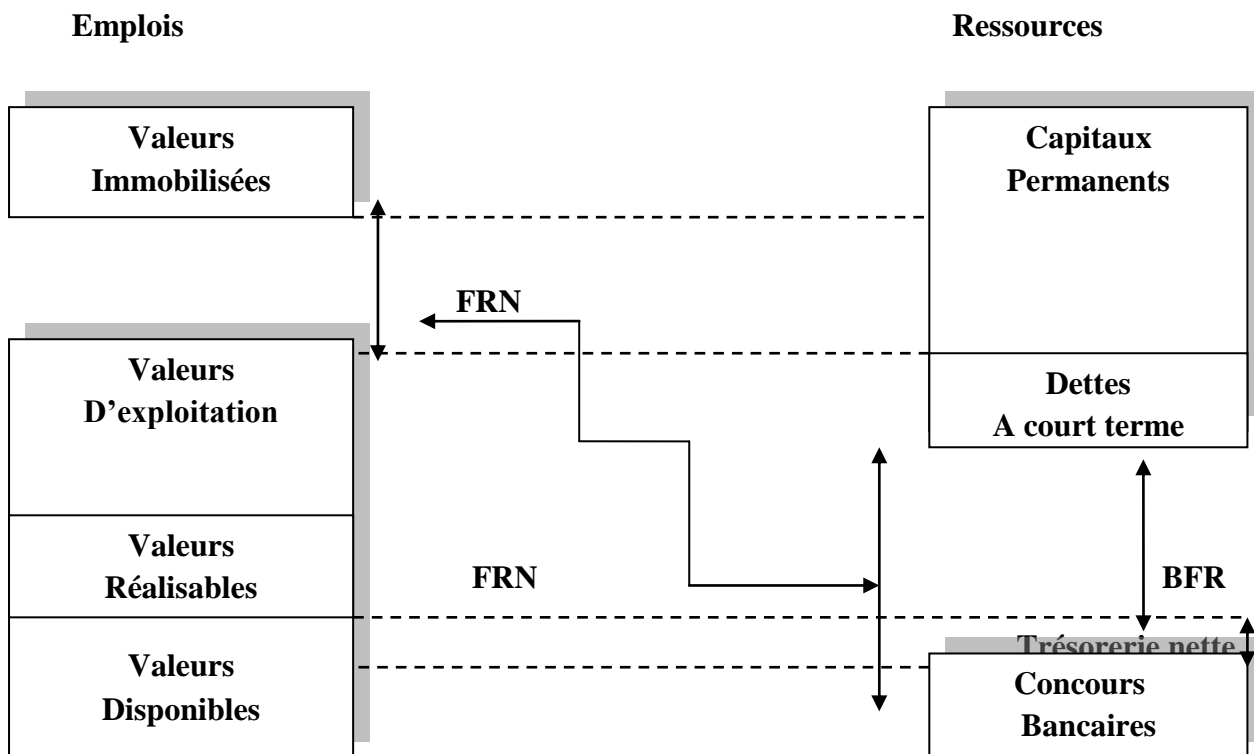 Emplois
Ressources
Valeurs
Immobilisées
Capitaux
Permanents
FRN
Valeurs
D’exploitation
Dettes
A court terme
Valeurs
Réalisables
FRN
BFR
Trésorerie nette
Valeurs
Disponibles
Concours
Bancaires